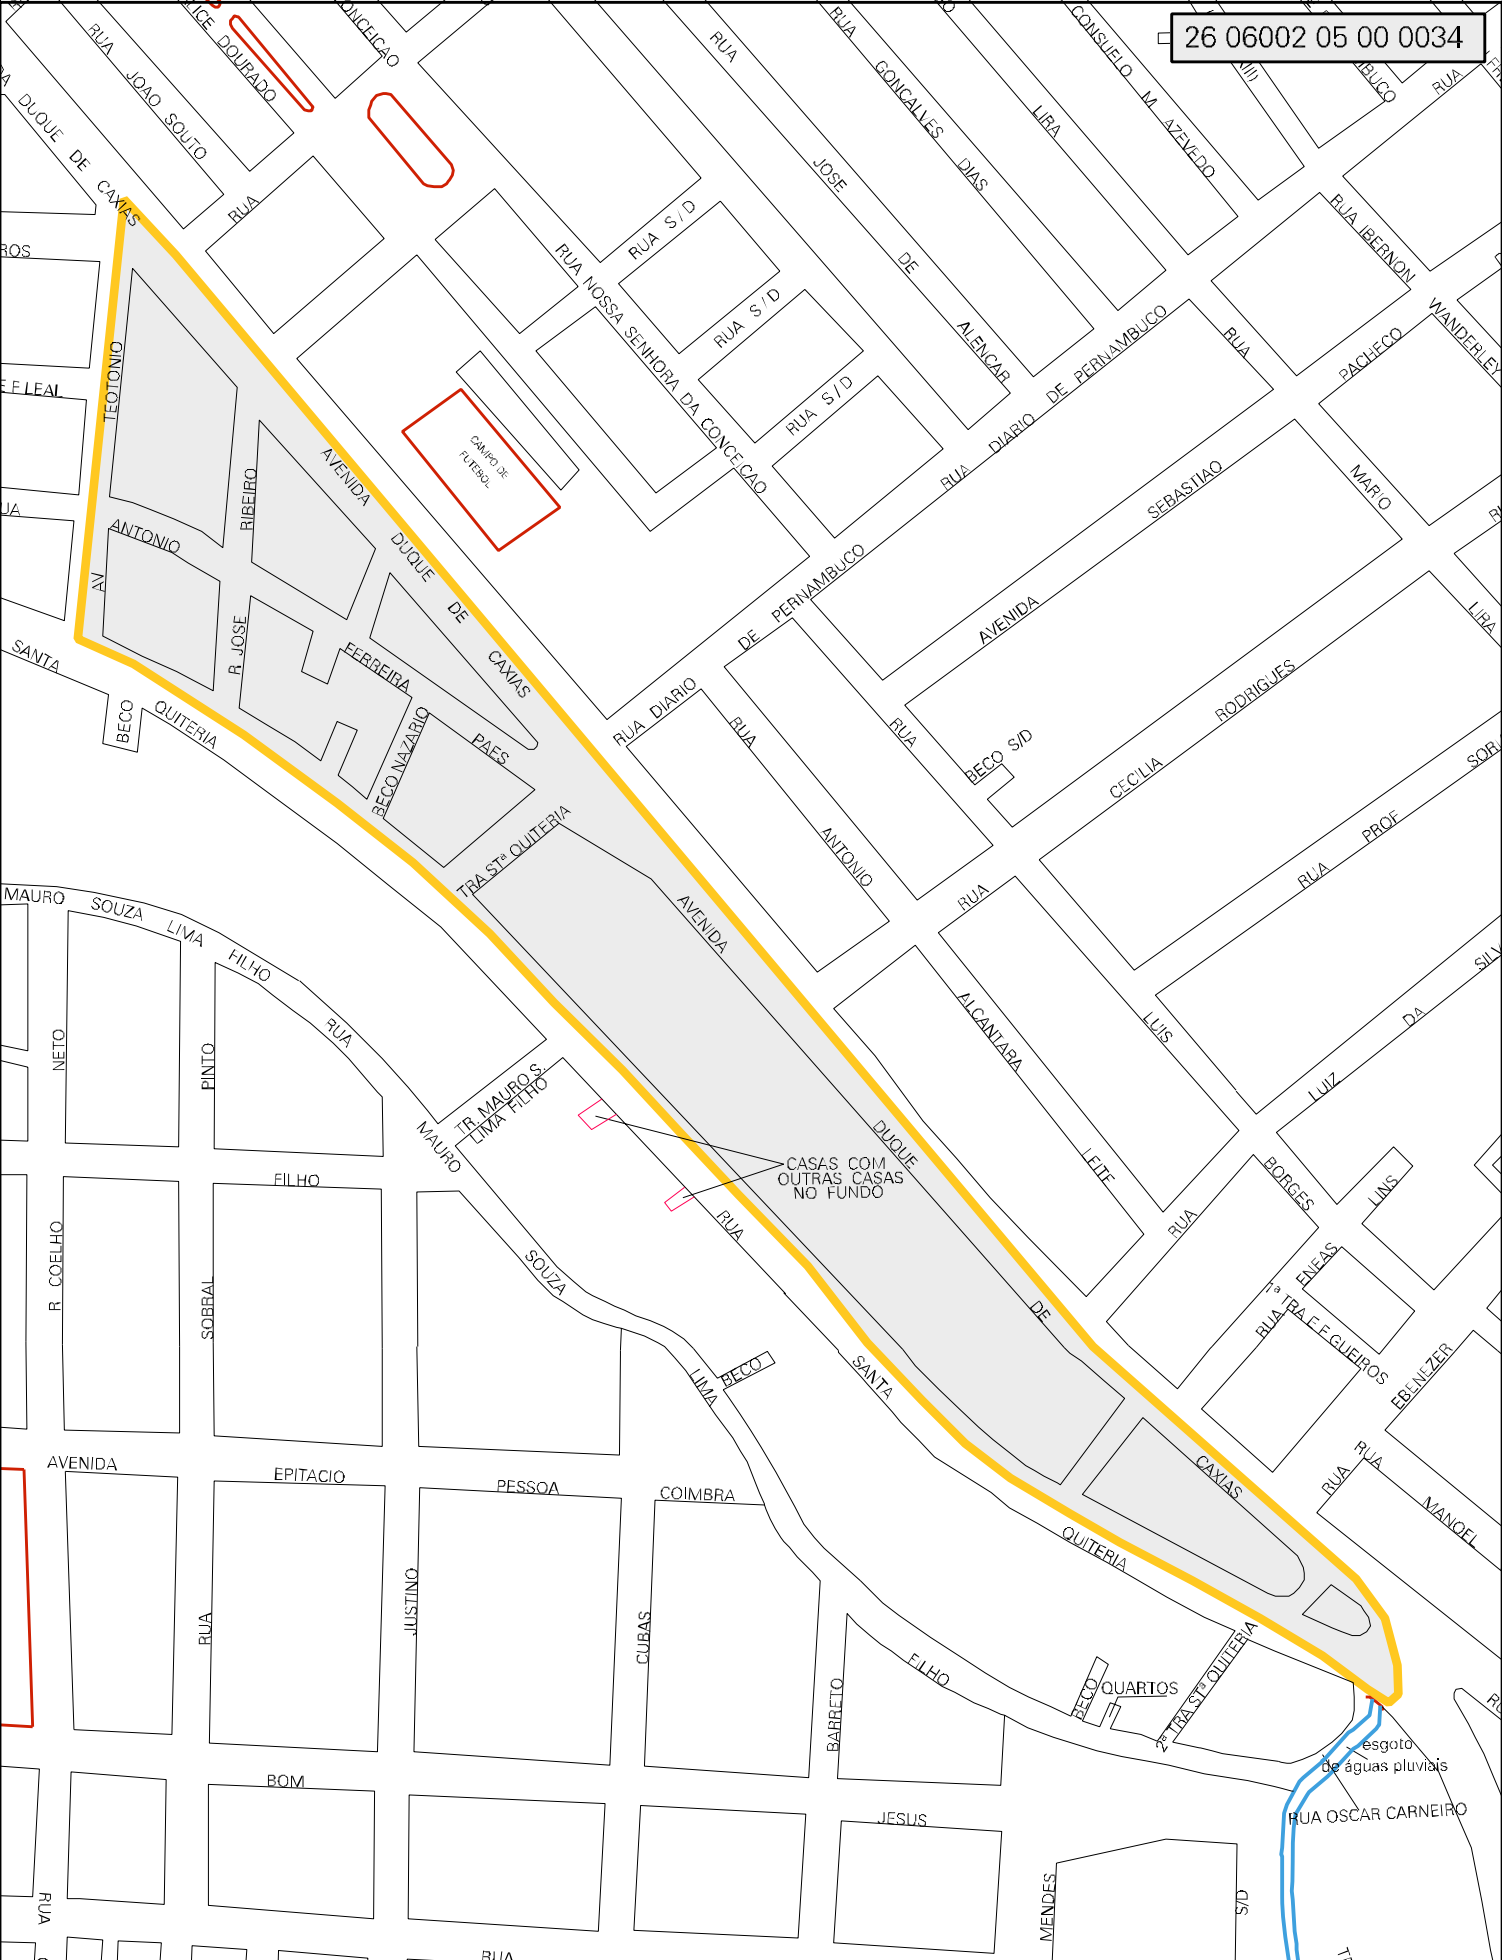 26 06002 05 00 0034
RUA JOAO SOUTO
DOURADO
DUQUE DE CAXIAS
RUA
RUA GONCALVES DIAS
RUA JOSE DE ALENCAR
LIRA
CONSUELO M AZEVEDO
RUA
RUA IBERNON
WANDERLEY
RUA S/D
RUA S/D
RUA S/D
RUA NOSSA SENHORA DA CONCEICAO
CAMPO DE
FUTEBOL
RUA DIARIO DE PERNAMBUCO
RUA
PACHECO
MARIO
LIRA
E F LEAL
TEOTONIO
AV
ANTONIO
RIBEIRO
R JOSE
FERREIRA
PAES
BECO NAZARIO
AVENIDA DUQUE DE CAXIAS
AVENIDA SEBASTIAO
RUA DIARIO DE PERNAMBUCO
RUA ANTONIO
RUA
BECO S/D
CECILIA RODRIGUES
RUA
RUA PROF
SANTA
BECO
QUITERIA
TRA STª QUITERIA
AVENIDA DUQUE DE CAXIAS
ALCANTARA LEITE
LUIS BORGES
LUIZ DA
RUA
LINS
RUA ENEAS
1ª TRA E F GUEIROS
EBENEZER
RUA
RUA MANOEL
MAURO SOUZA LIMA FILHO
RUA
NETO
PINTO
TR. MAURO S.
LIMA FILHO
CASAS COM
OUTRAS CASAS
NO FUNDO
MAURO SOUZA LIMA FILHO
FILHO
R COELHO
SOBRAL
RUA SANTA QUITERIA
BECO
AVENIDA EPITACIO PESSOA
COIMBRA
RUA
JUSTINO
CUBAS
BARRETO
BECO
QUARTOS
2ª TRA STª QUITERIA
esgoto
de águas pluviais
RUA OSCAR CARNEIRO
BOM JESUS
MENDES
S/D
RUA
RUA